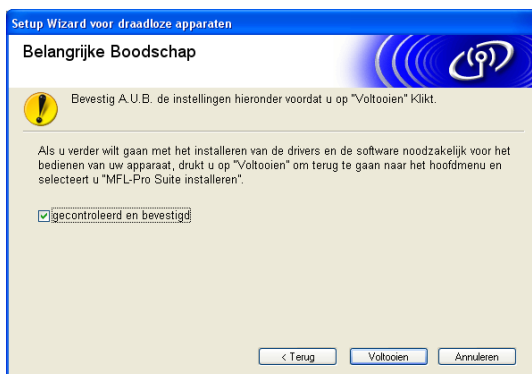 Setup Wizard voor draadloze apparaten
Belangrijke Boodschap
Bevestig A.U.B. de instellingen hieronder voordat u op "Voltooien" Klikt.
Als u verder wilt gaan met het installeren van de drivers en de software noodzakelijk voor het
bedienen van uw apparaat, drukt u op "Voltooien" om terug te gaan naar het hoofdmenu en
selecteert u "MFL-Pro Suite installeren".
gecontroleerd en bevestigd
< Terug
Voltooien
Annuleren